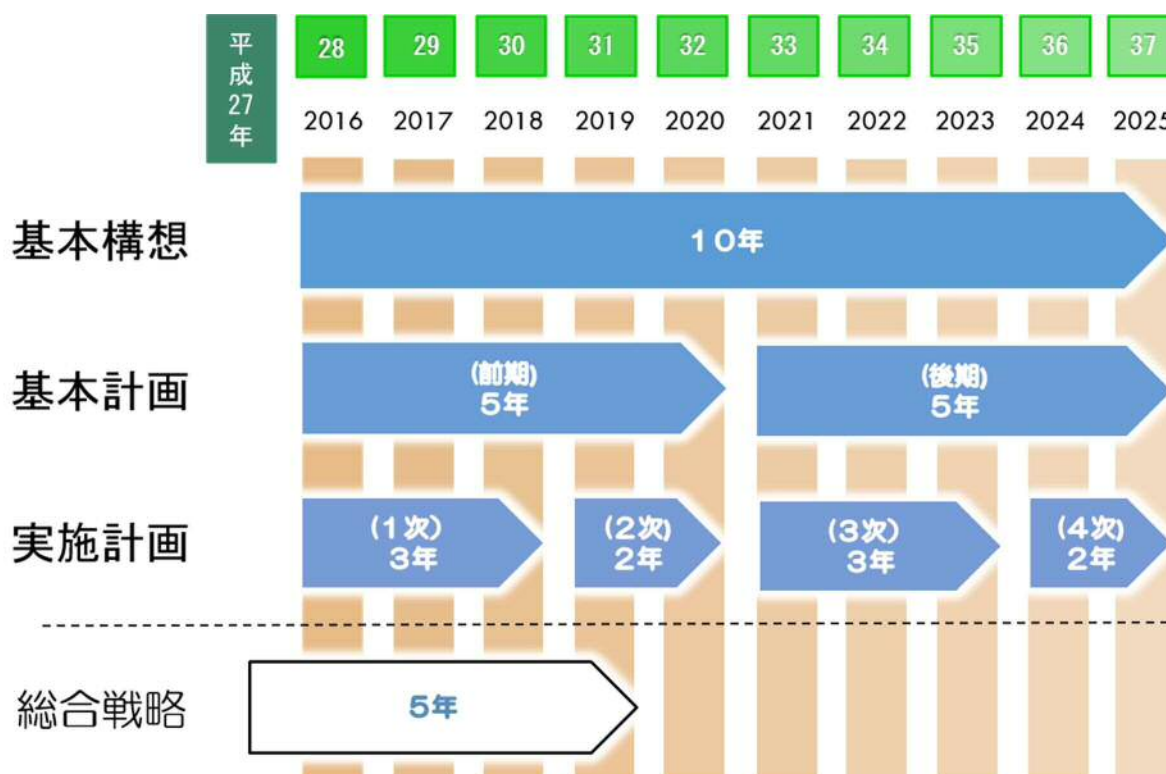 平成27年
28 29 30 31 32 33 34 35 36 37
2016 2017 2018 2019 2020 2021 2022 2023 2024 2025
基本構想
10年
基本計画
(前期)
5年
(後期)
5年
実施計画
(1次)
3年
(2次)
2年
(3次)
3年
(4次)
2年
総合戦略
5年